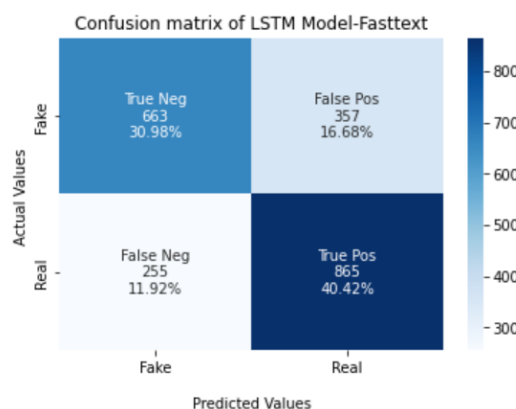 Confusion matrix of LSTM Model-Fasttext
True Neg
663
30.98%
False Pos
357
16.68%
False Neg
255
11.92%
True Pos
865
40.42%
Fake
Real
Actual Values
Fake
Real
Predicted Values
800
700
600
500
400
300